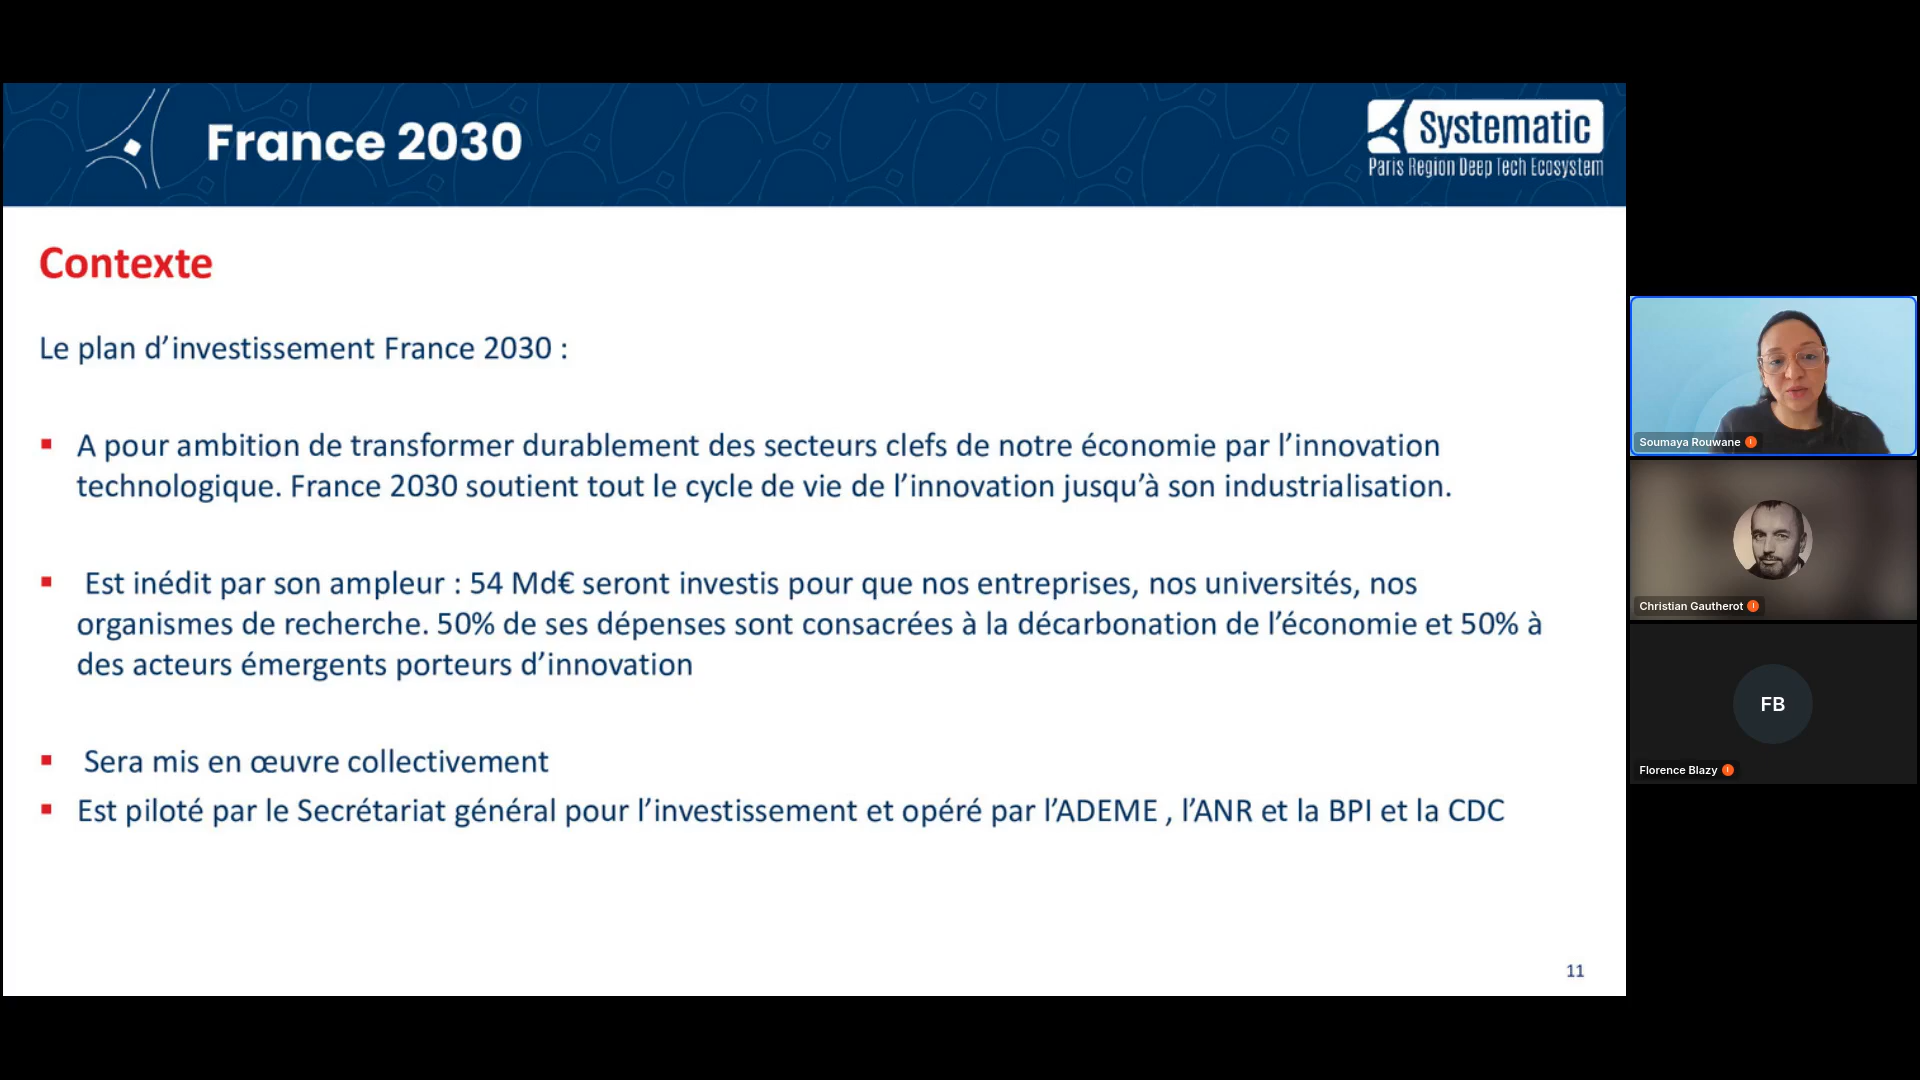 France 2030
Systematic
Paris Region Deep Tech Ecosystem
Contexte
Le plan d’investissement France 2030 :
A pour ambition de transformer durablement des secteurs clefs de notre économie par l’innovation
technologique. France 2030 soutient tout le cycle de vie de l’innovation jusqu’à son industrialisation.
Est inédit par son ampleur : 54 Md€ seront investis pour que nos entreprises, nos universités, nos
organismes de recherche. 50% de ses dépenses sont consacrées à la décarbonation de l’économie et 50% à
des acteurs émergents porteurs d’innovation
Sera mis en œuvre collectivement
Est piloté par le Secrétariat général pour l’investissement et opéré par l’ADEME , l’ANR et la BPI et la CDC
11
Soumaya Rouwane
Christian Gautherot
FB
Florence Blazy